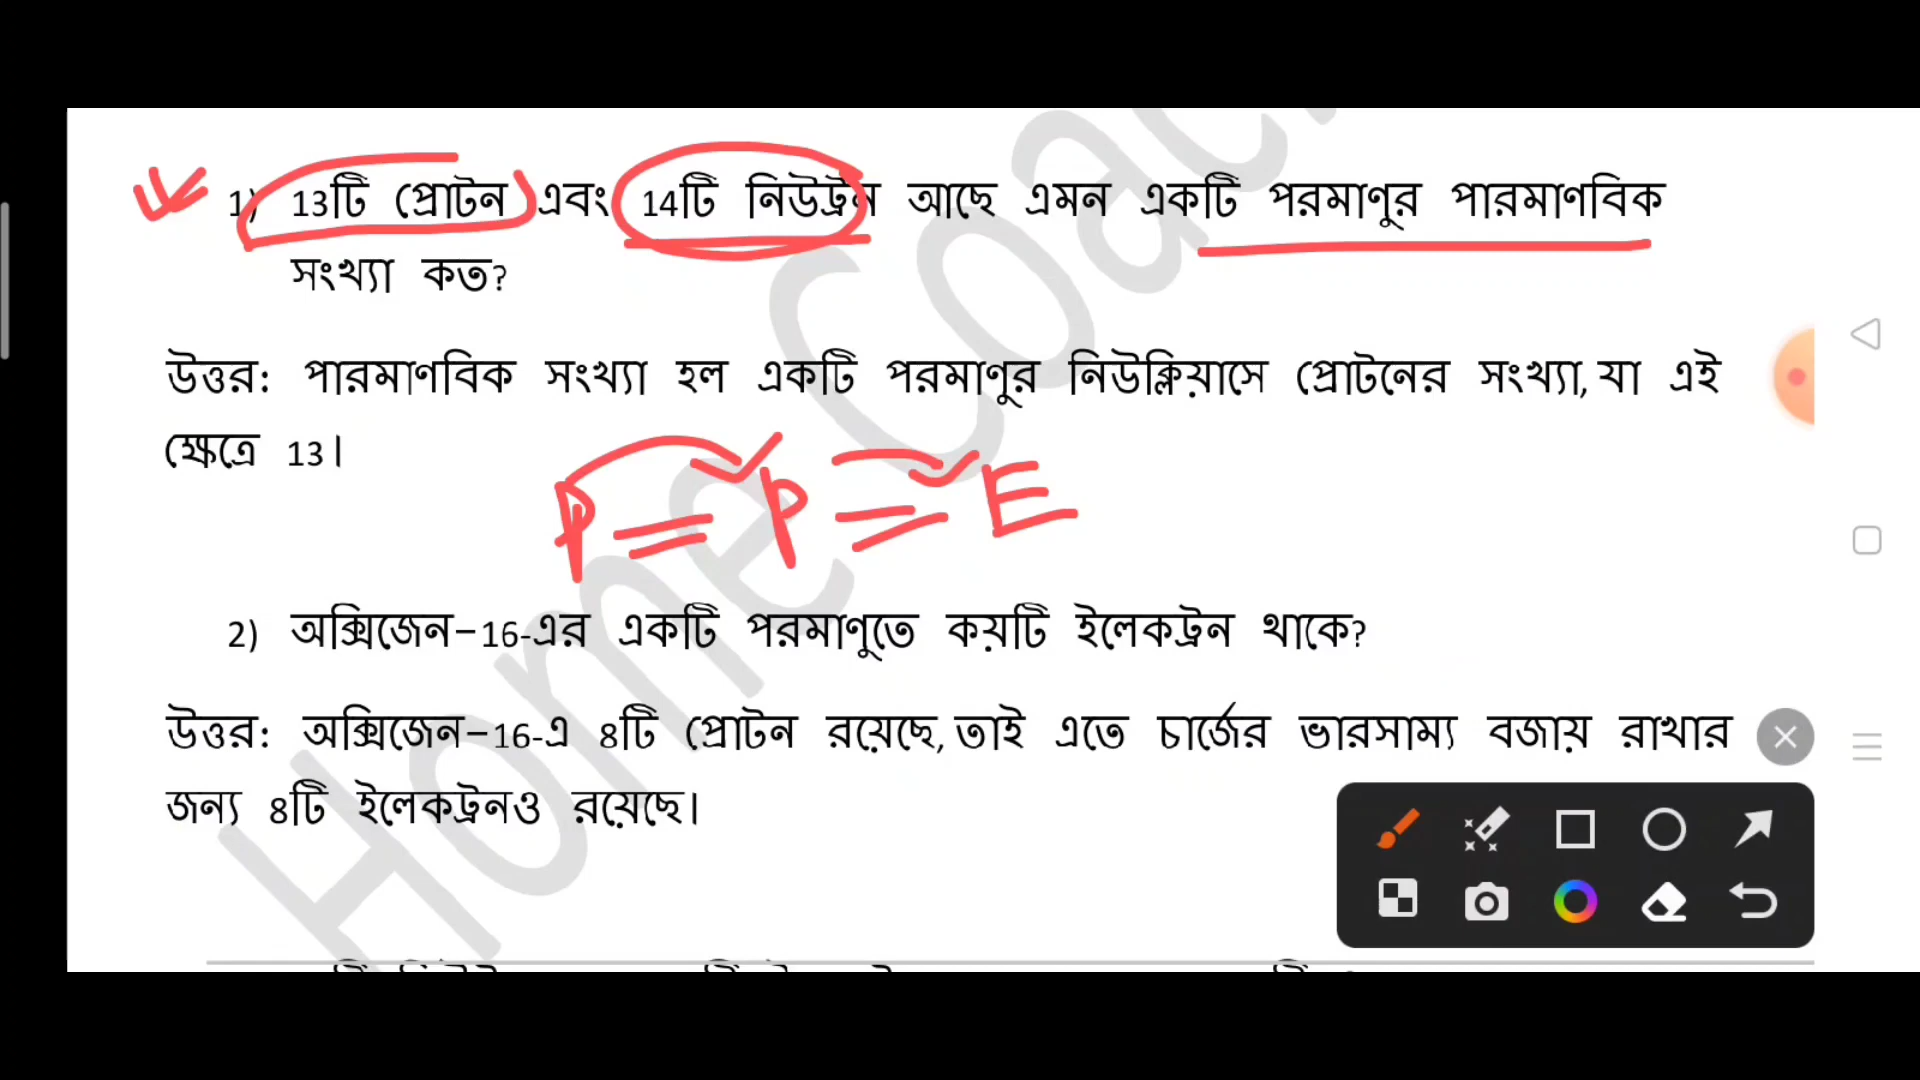 1) 13টি প্রোটন এবং 14টি নিউট্রন আছে এমন একটি পরমাণুর পারমাণবিক
সংখ্যা কত?
উত্তর: পারমাণবিক সংখ্যা হল একটি পরমাণুর নিউক্লিয়াসে প্রোটনের সংখ্যা, যা এই
ক্ষেত্রে 13।
P = P = E
2) অক্সিজেন–16-এর একটি পরমাণুতে কয়টি ইলেকট্রন থাকে?
উত্তর: অক্সিজেন–16-এ 8টি প্রোটন রয়েছে, তাই এতে চার্জের ভারসাম্য বজায় রাখার
জন্য 8টি ইলেকট্রনও রয়েছে।
Home Coac